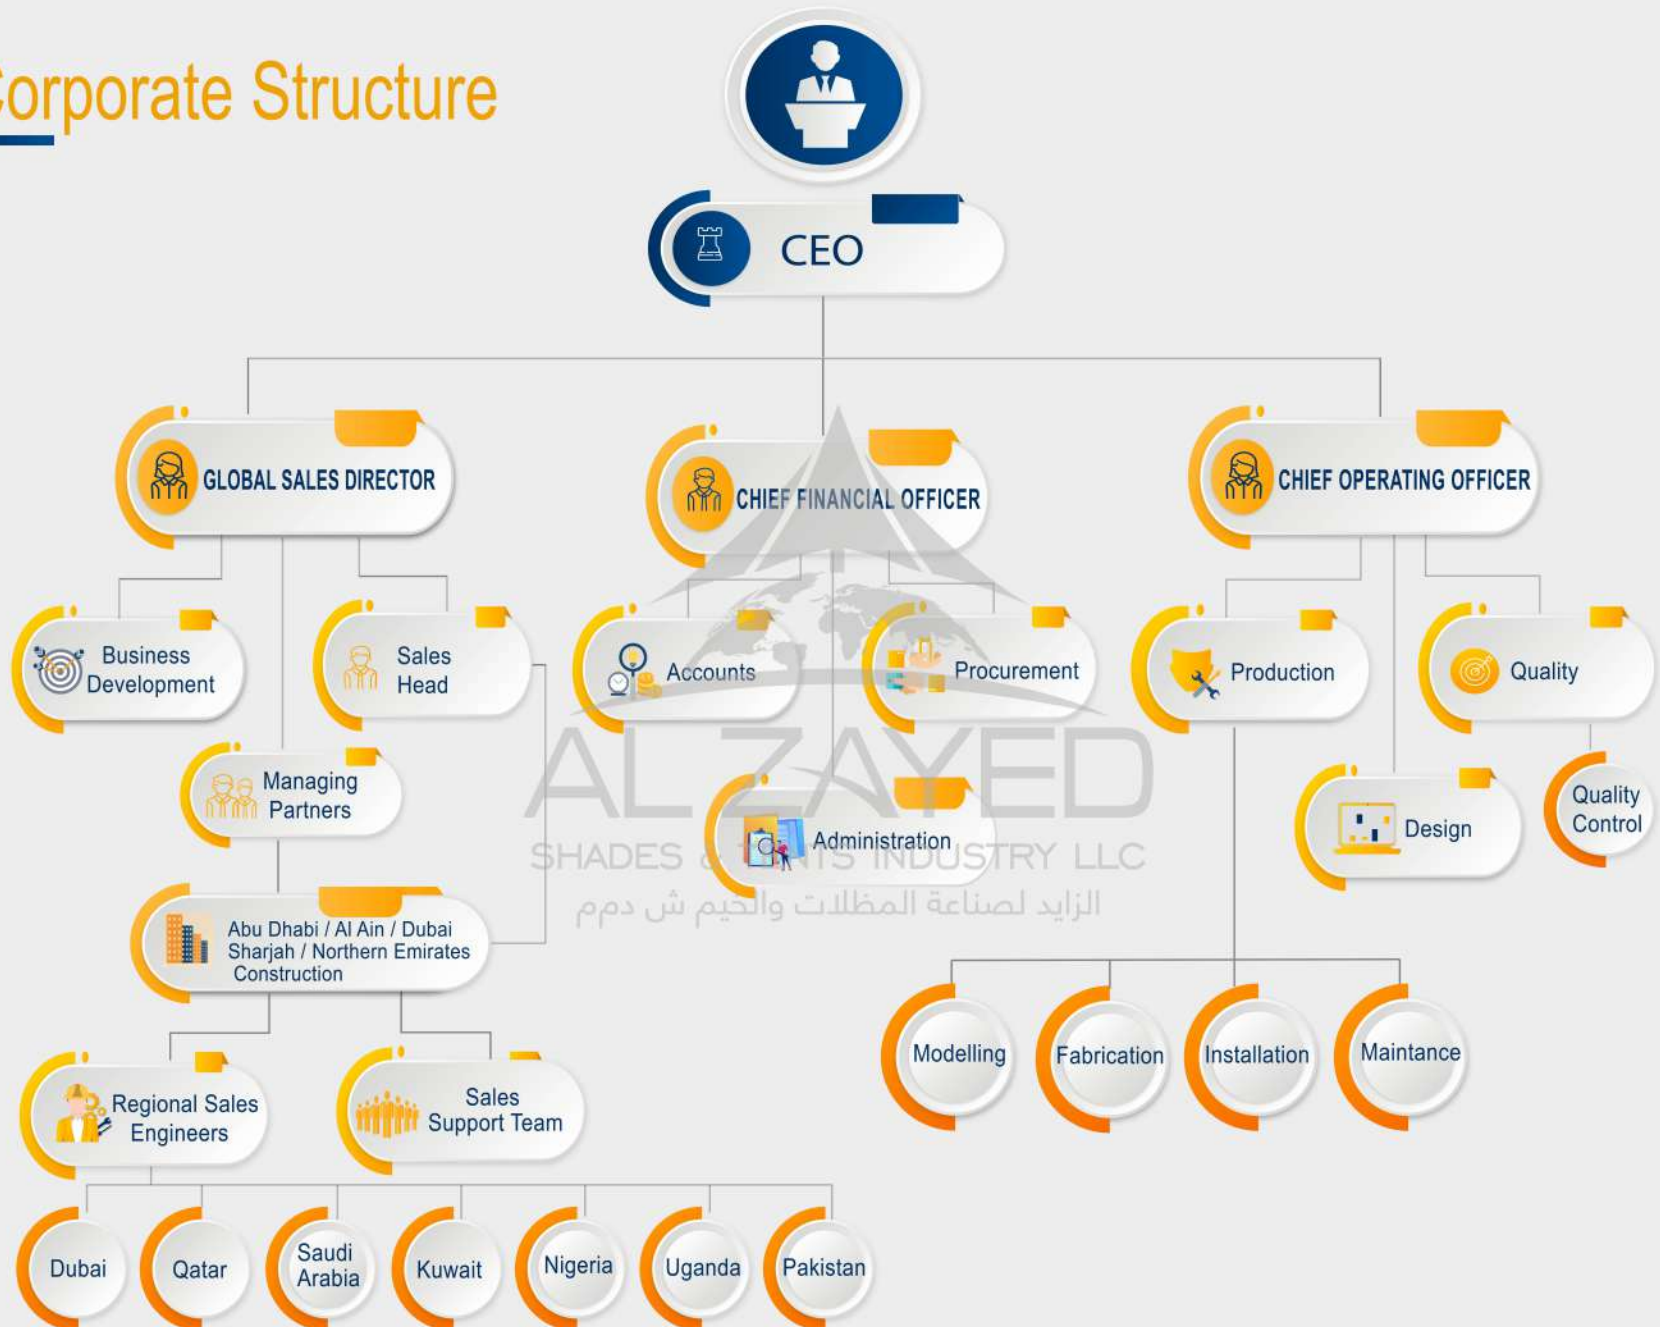 Corporate Structure
CEO
GLOBAL SALES DIRECTOR
CHIEF FINANCIAL OFFICER
CHIEF OPERATING OFFICER
Business
Development
Sales
Head
Accounts
Procurement
Production
Quality
Managing
Partners
Administration
Design
Quality
Control
AL ZAYED
SHADES & TENTS INDUSTRY LLC
الزايد لصناعة المظلات والخيم ش ذمم
Abu Dhabi / Al Ain / Dubai
Sharjah / Northern Emirates
Construction
Modelling
Fabrication
Installation
Maintance
Regional Sales
Engineers
Sales
Support Team
Dubai
Qatar
Saudi
Arabia
Kuwait
Nigeria
Uganda
Pakistan